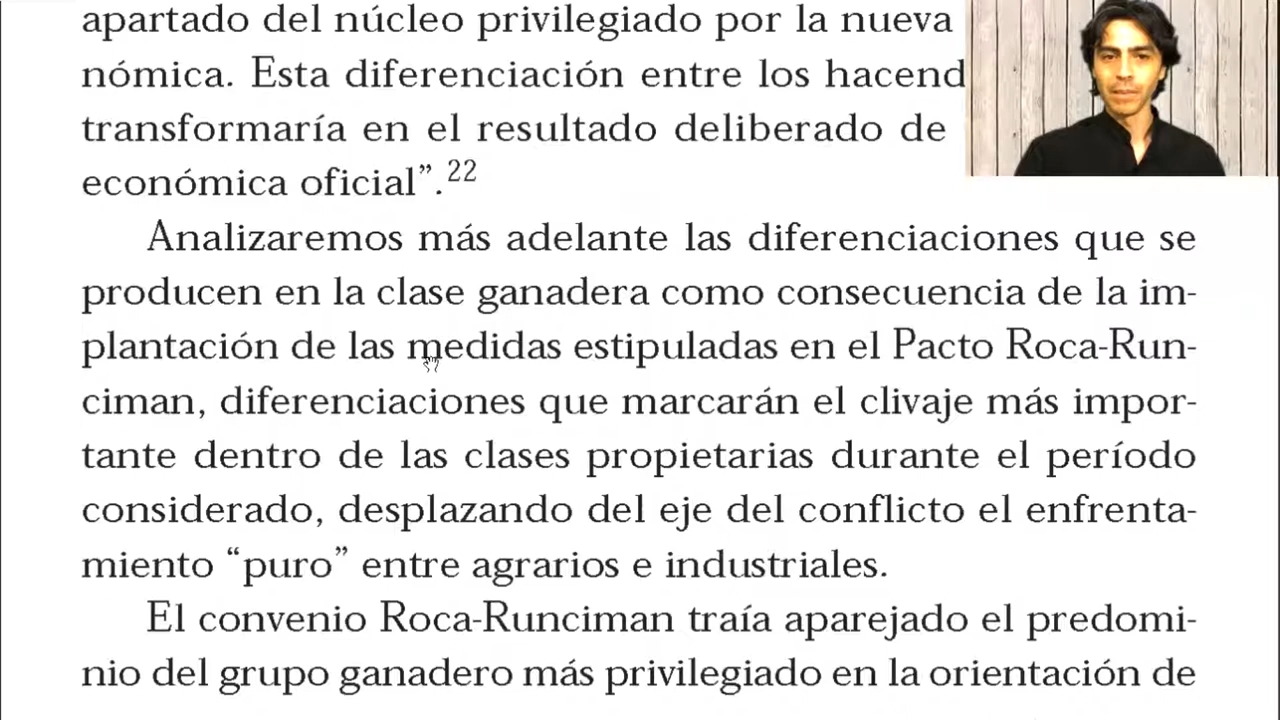 apartado del núcleo privilegiado por la nueva
nómica. Esta diferenciación entre los hacend
transformaría en el resultado deliberado de
económica oficial”.22
Analizaremos más adelante las diferenciaciones que se
producen en la clase ganadera como consecuencia de la im-
plantación de las medidas estipuladas en el Pacto Roca-Run-
ciman, diferenciaciones que marcarán el clivaje más impor-
tante dentro de las clases propietarias durante el período
considerado, desplazando del eje del conflicto el enfrenta-
miento “puro” entre agrarios e industriales.
El convenio Roca-Runciman traía aparejado el predomi-
nio del grupo ganadero más privilegiado en la orientación de